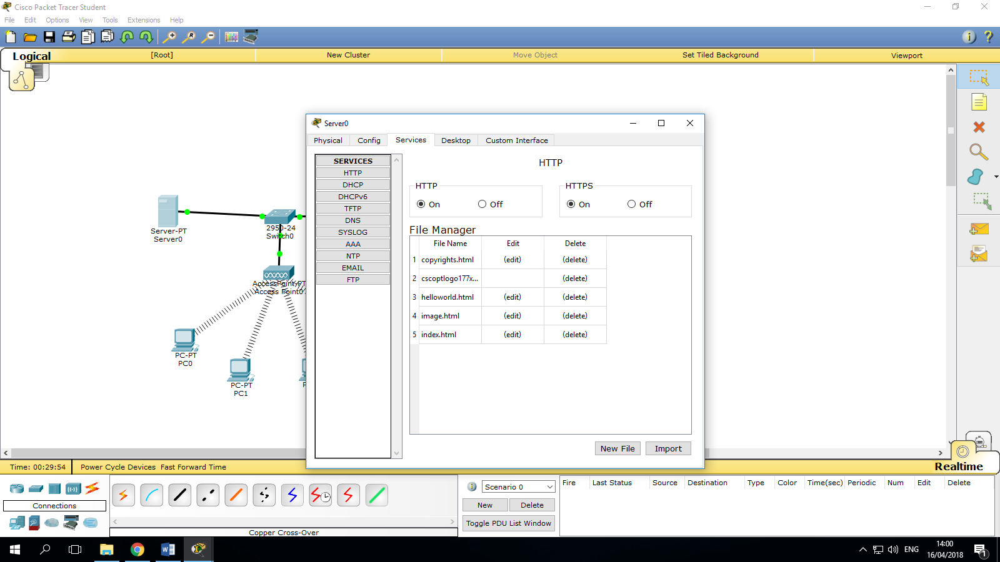 Cisco Packet Tracer Student
File Edit Options View Tools Extensions Help
Logical [Root] New Cluster Move Object Set Tiled Background Viewport
Server0
Physical Config Services Desktop Custom Interface
SERVICES
HTTP
DHCP
DHCPv6
TFTP
DNS
SYSLOG
AAA
NTP
EMAIL
FTP
HTTP
HTTP HTTPS
On Off On Off
File Manager
File Name Edit Delete
1 copyrights.html (edit) (delete)
2 cscoptlogo177x... (delete)
3 helloworld.html (edit) (delete)
4 image.html (edit) (delete)
5 index.html (edit) (delete)
New File Import
Server-PT
Server0
2950-24
Switch0
AccessPoint-PT
Access Point0
PC-PT
PC0
PC-PT
PC1
P
Time: 00:29:54 Power Cycle Devices Fast Forward Time
Realtime
Connections
Copper Cross-Over
Scenario 0
New Delete
Toggle PDU List Window
Fire Last Status Source Destination Type Color Time(sec) Periodic Num Edit Delete
ENG
14:00
16/04/2018
1